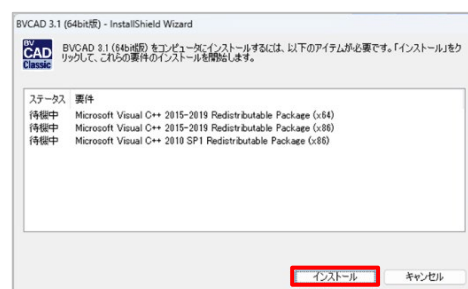 BVCAD 3.1 (64bit版) - InstallShield Wizard
BV
CAD
Classic
BVCAD 3.1 (64bit版) をコンピュータにインストールするには、以下のアイテムが必要です。「インストール」をク
リックして、これらの要件のインストールを開始します。
ステータス 要件
待機中 Microsoft Visual C++ 2015-2019 Redistributable Package (x64)
待機中 Microsoft Visual C++ 2015-2019 Redistributable Package (x86)
待機中 Microsoft Visual C++ 2010 SP1 Redistributable Package (x86)
インストール キャンセル